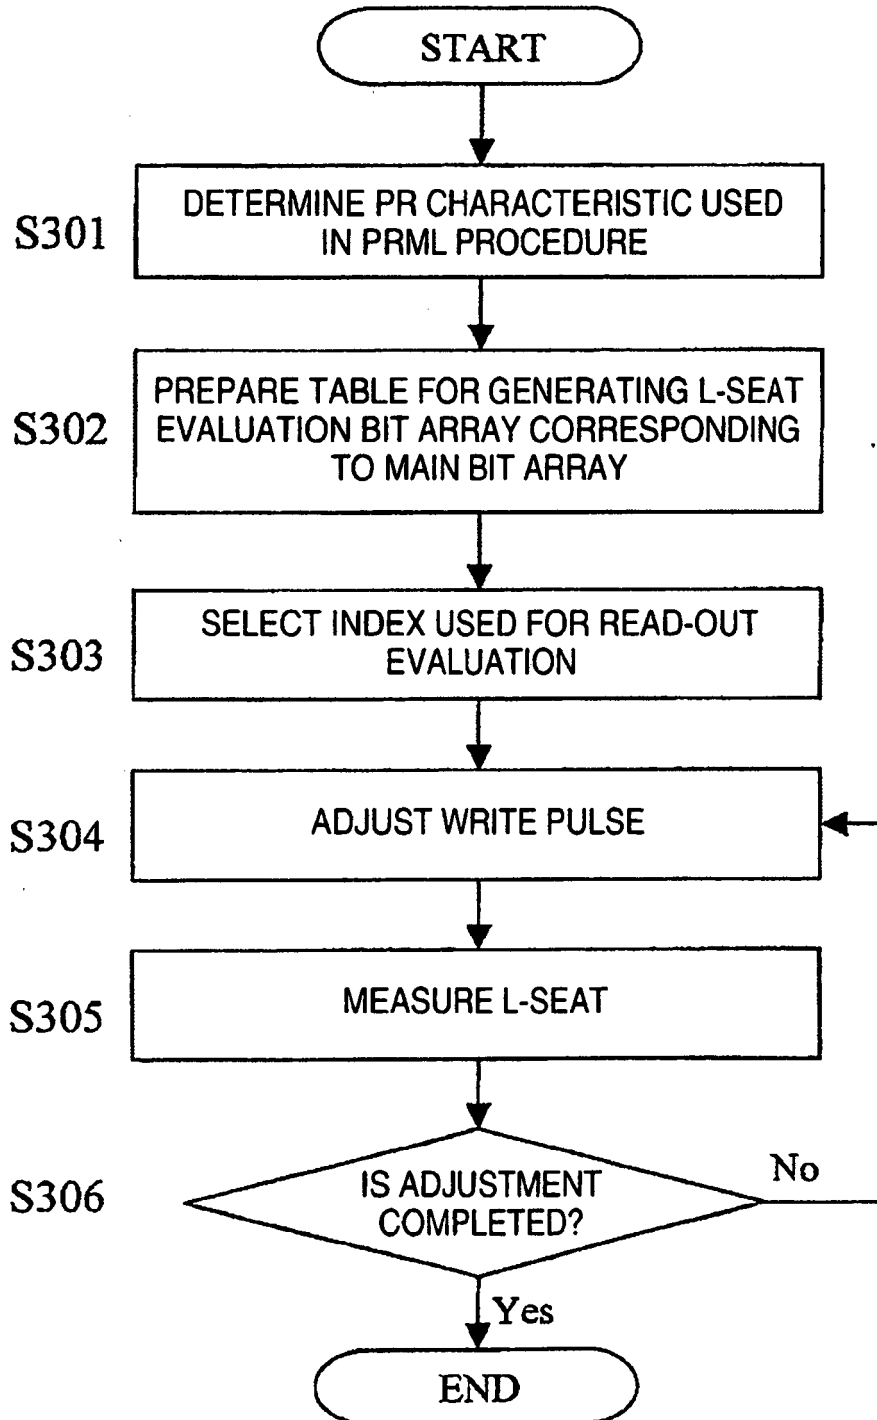 START
S301
DETERMINE PR CHARACTERISTIC USED
IN PRML PROCEDURE
S302
PREPARE TABLE FOR GENERATING L-SEAT
EVALUATION BIT ARRAY CORRESPONDING
TO MAIN BIT ARRAY
S303
SELECT INDEX USED FOR READ-OUT
EVALUATION
S304
ADJUST WRITE PULSE
S305
MEASURE L-SEAT
S306
IS ADJUSTMENT
COMPLETED?
No
Yes
END